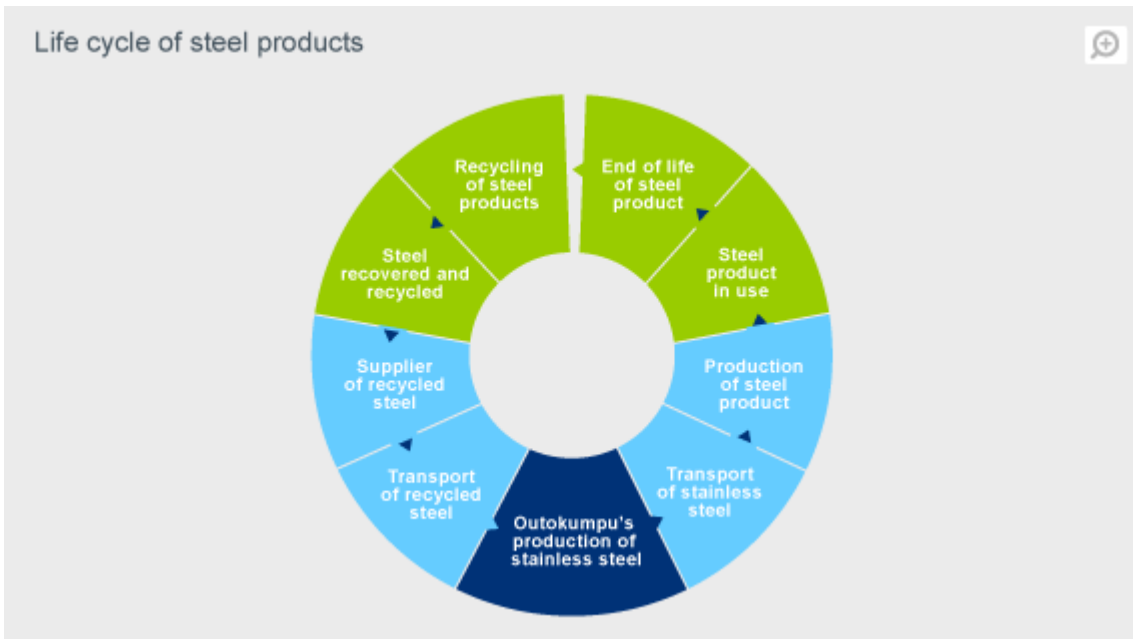 Life cycle of steel products
Recycling
of steel
products
End of life
of steel
product
Steel
recovered and
recycled
Steel
product
in use
Supplier
of recycled
steel
Production
of steel
product
Transport
of recycled
steel
Transport
of stainless
steel
Outokumpu's
production of
stainless steel